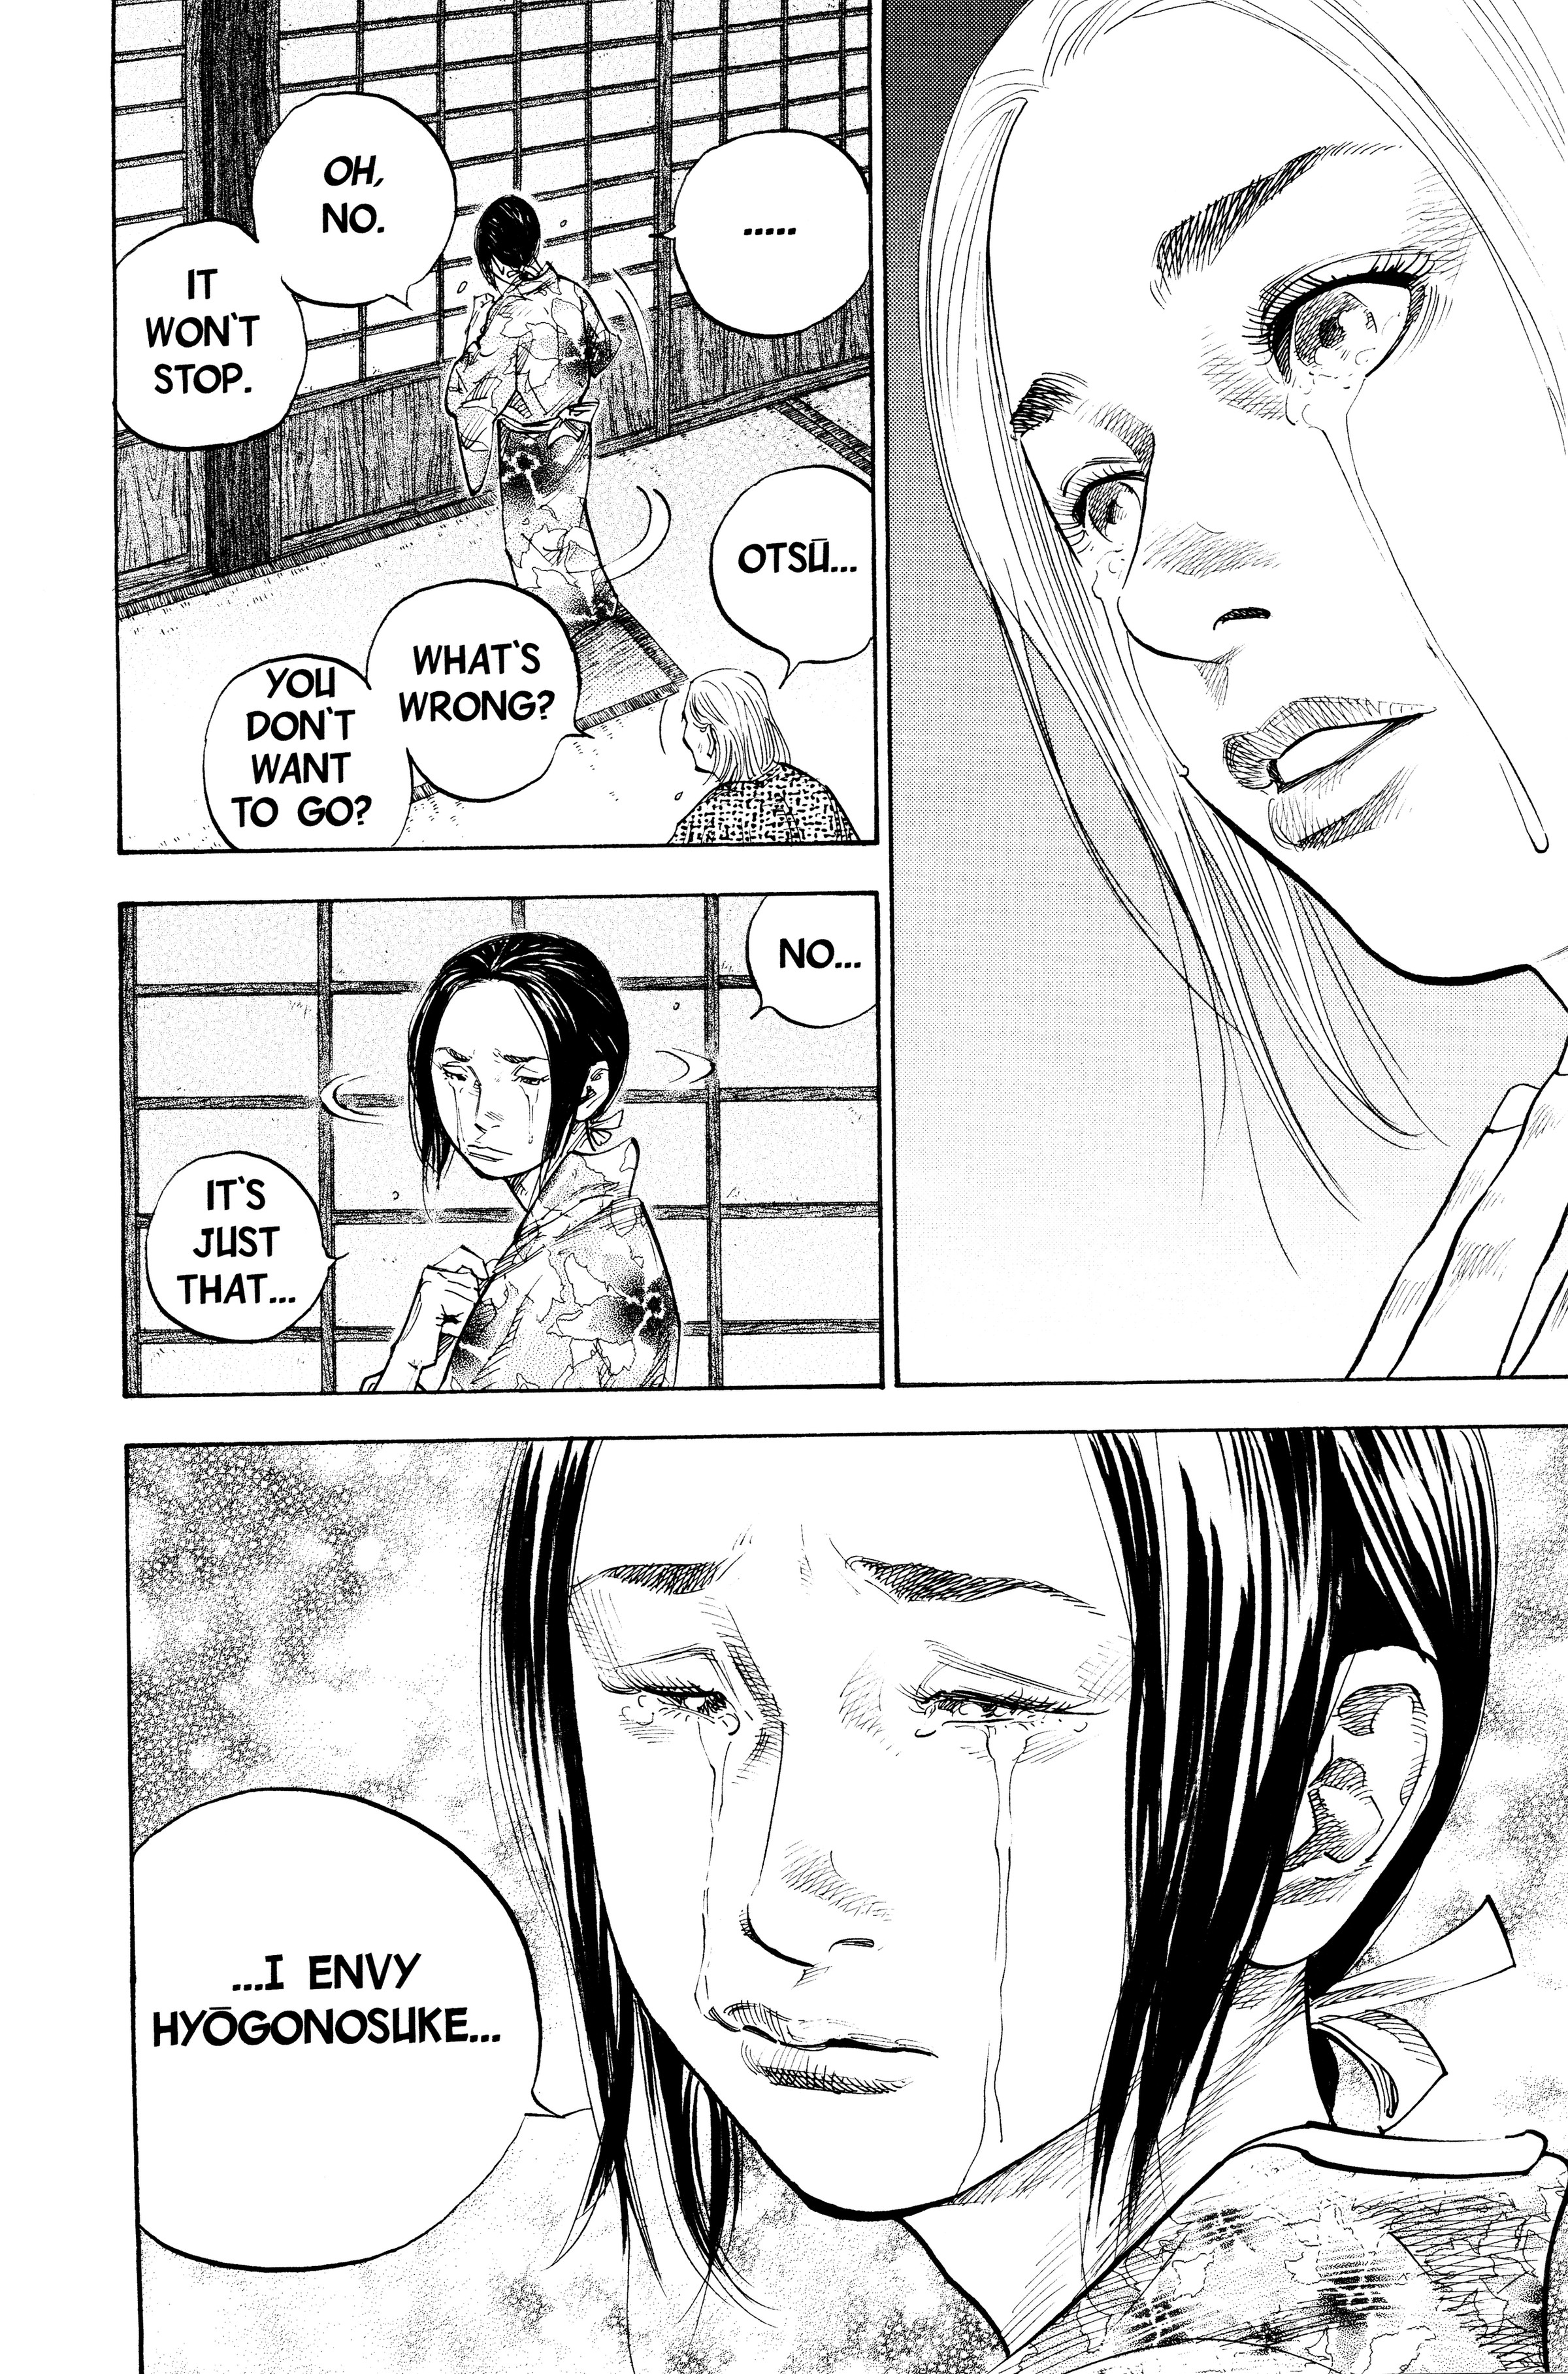 .....
OH,
NO.
IT
WON'T
STOP.
OTSŪ...
WHAT'S
WRONG?
YOU
DON'T
WANT
TO GO?
NO...
IT'S
JUST
THAT...
...I ENVY
HYŌGONOSUKE...